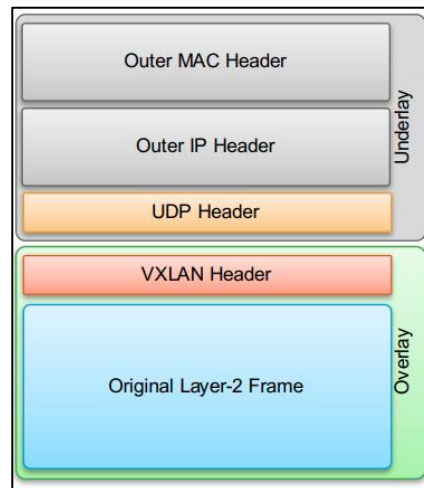 Outer MAC Header
Outer IP Header
UDP Header
Underlay
VXLAN Header
Original Layer-2 Frame
Overlay